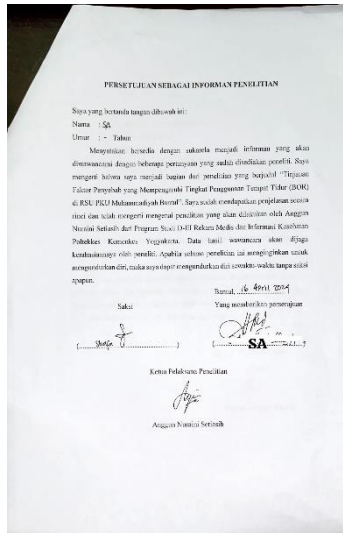 PERSETUJUAN SEBAGAI INFORMAN PENELITIAN
Saya yang bertanda tangan dibawah ini :
Nama : SA
Umur : - Tahun
Menyatakan bersedia dengan sukarela menjadi informan yang akan
diwawancarai dengan beberapa pertanyaan yang sudah disediakan peneliti. Saya
mengerti bahwa saya menjadi bagian dari penelitian yang berjudul "Tinjauan
Faktor Penyebab yang Mempengaruhi Tingkat Penggunaan Tempat Tidur (BOR)
di RSU PKU Muhammadiyah Bantul". Saya sudah mendapatkan penjelasan secara
rinci dan telah mengerti mengenai penelitian yang akan dilakukan oleh Anggun
Nuraini Setiasih dari Program Studi D-III Rekam Medis dan Informasi Kesehatan
Poltekkes Kemenkes Yogyakarta. Data hasil wawancara akan dijaga
kerahasiaannya oleh peneliti. Apabila selama penelitian ini menginginkan untuk
mengundurkan diri, maka saya dapat mengundurkan diri sewaktu-waktu tanpa sanksi
apapun.
Bantul, 16 April 2024
Saksi Yang memberikan persetujuan
(..............) (.... SA ....)
Ketua Pelaksana Penelitian
Anggun Nuraini Setiasih